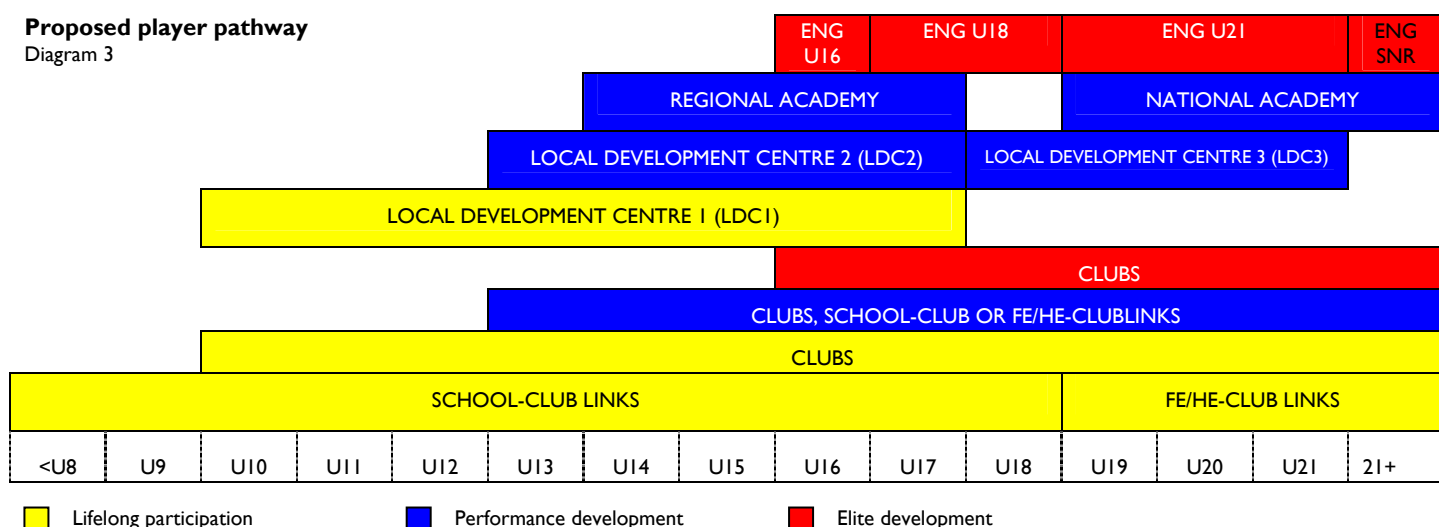 Proposed player pathway
Diagram 3
ENG U16
ENG U18
ENG U21
ENG SNR
REGIONAL ACADEMY
NATIONAL ACADEMY
LOCAL DEVELOPMENT CENTRE 2 (LDC2)
LOCAL DEVELOPMENT CENTRE 3 (LDC3)
LOCAL DEVELOPMENT CENTRE 1 (LDC1)
CLUBS
CLUBS, SCHOOL-CLUB OR FE/HE-CLUBLINKS
CLUBS
SCHOOL-CLUB LINKS
FE/HE-CLUB LINKS
<U8 U9 U10 U11 U12 U13 U14 U15 U16 U17 U18 U19 U20 U21 21+
Lifelong participation
Performance development
Elite development